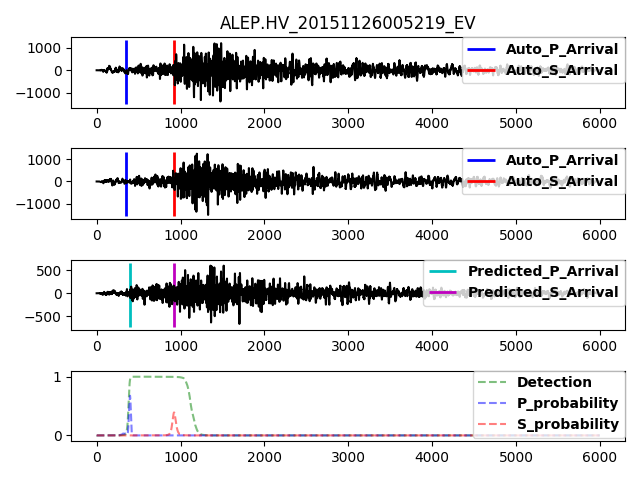 ALEP.HV_20151126005219_EV
1000
0
−1000
Auto_P_Arrival
Auto_S_Arrival
0 1000 2000 3000 4000 5000 6000
1000
0
−1000
Auto_P_Arrival
Auto_S_Arrival
0 1000 2000 3000 4000 5000 6000
500
0
−500
Predicted_P_Arrival
Predicted_S_Arrival
0 1000 2000 3000 4000 5000 6000
1
0
Detection
P_probability
S_probability
0 1000 2000 3000 4000 5000 6000